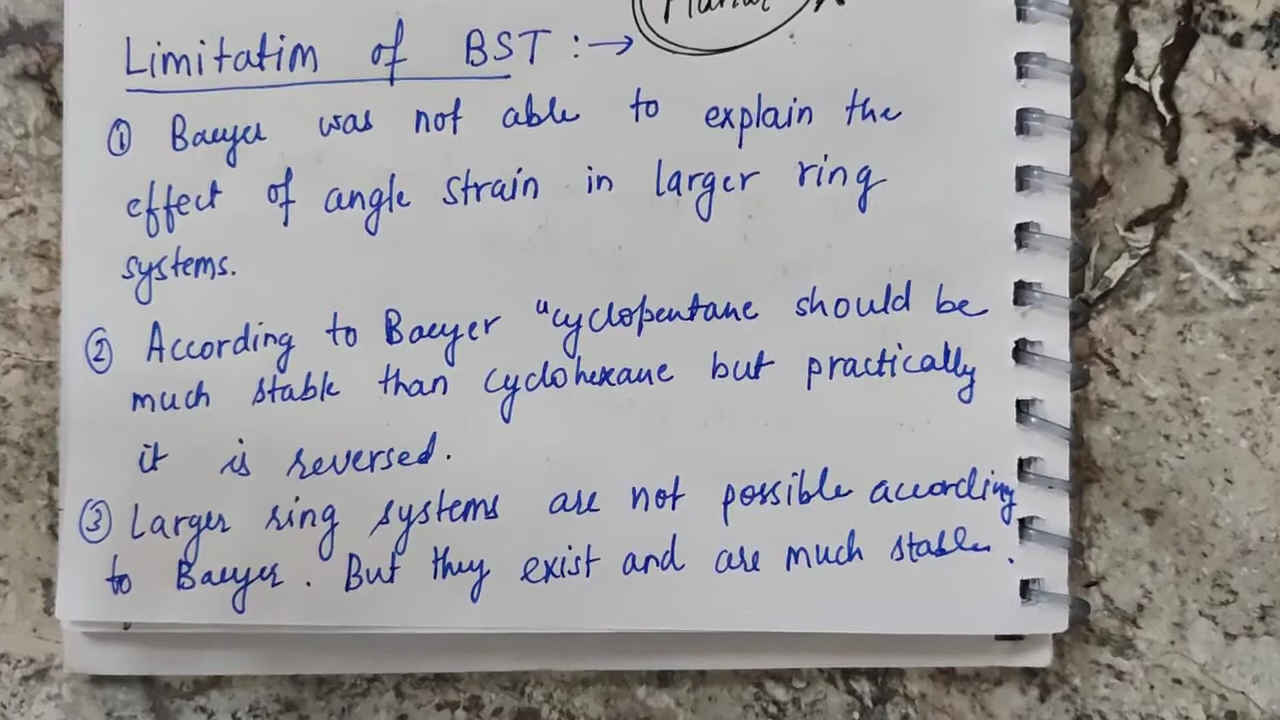 Limitation of BST :→
① Baeyer was not able to explain the
effect of angle strain in larger ring
systems.
② According to Baeyer "cyclopentane should be
much stable than cyclohexane but practically
it is reversed.
③ Larger ring systems are not possible according
to Baeyer. But they exist and are much stable.